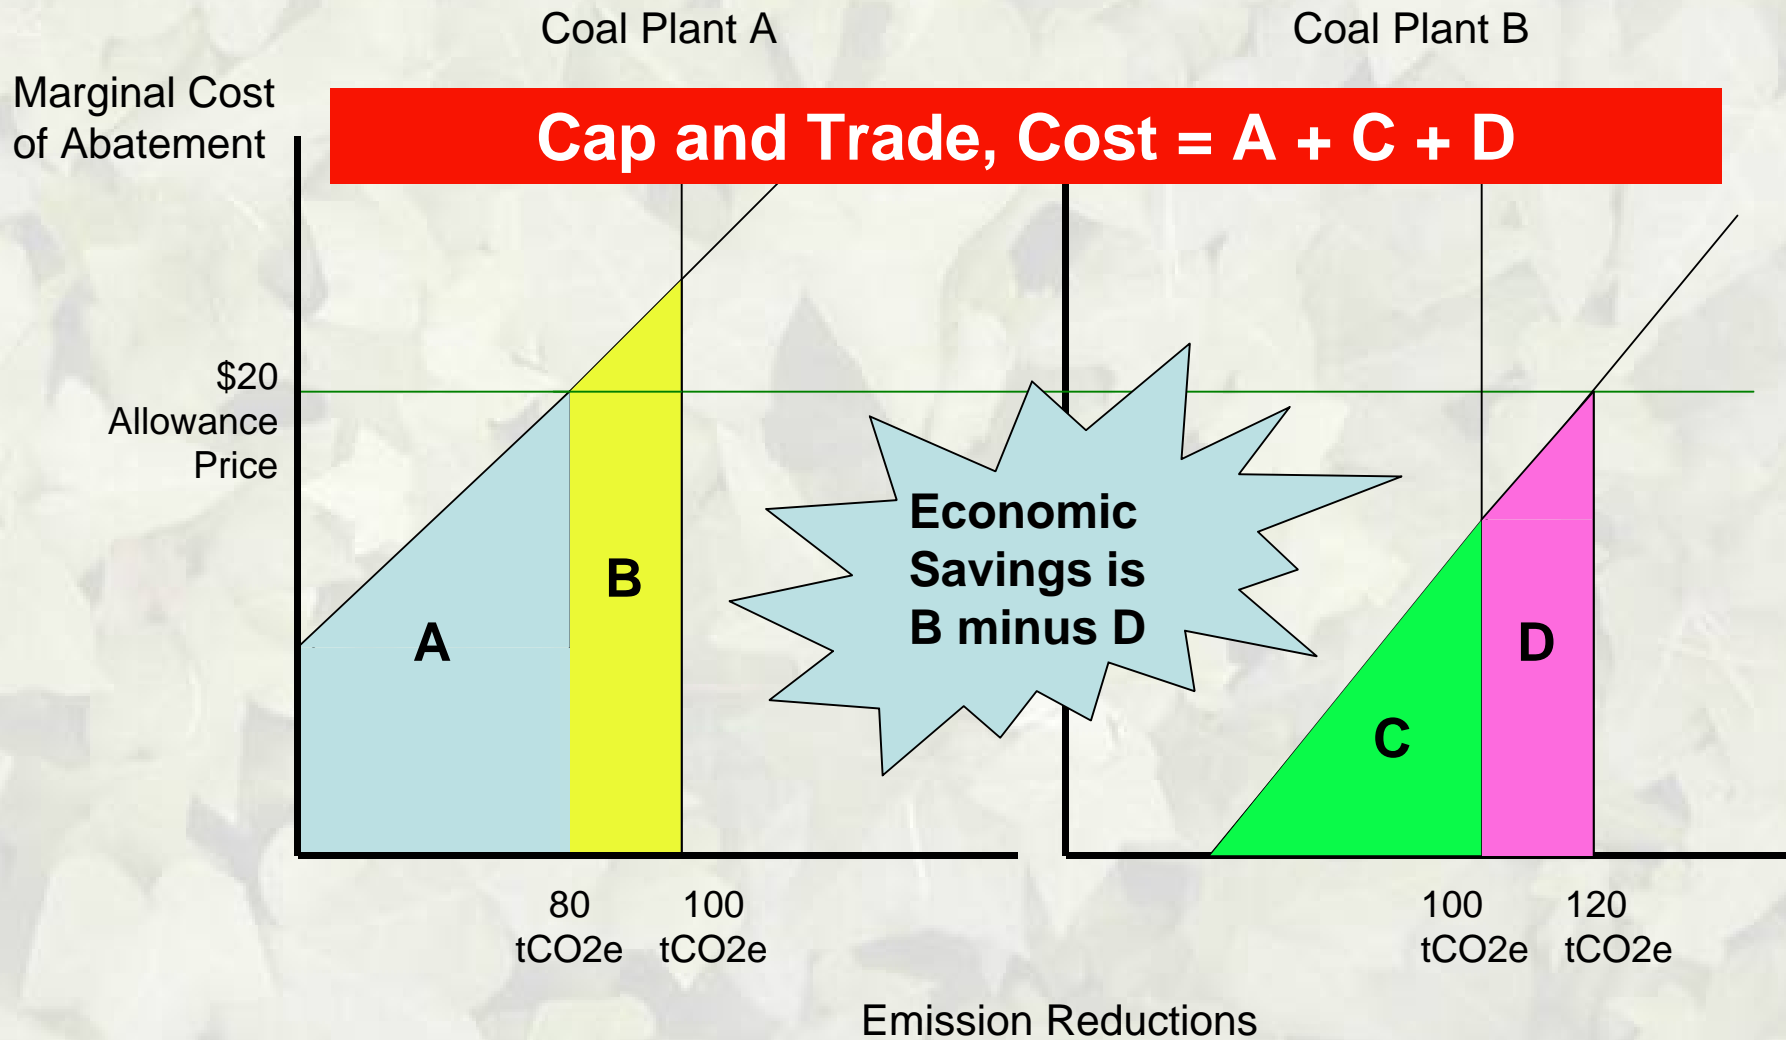 Coal Plant A
Coal Plant B
Marginal Cost
of Abatement
Cap and Trade, Cost = A + C + D
$20
Allowance
Price
A
B
Economic
Savings is
B minus D
C
D
80
tCO2e
100
tCO2e
100
tCO2e
120
tCO2e
Emission Reductions